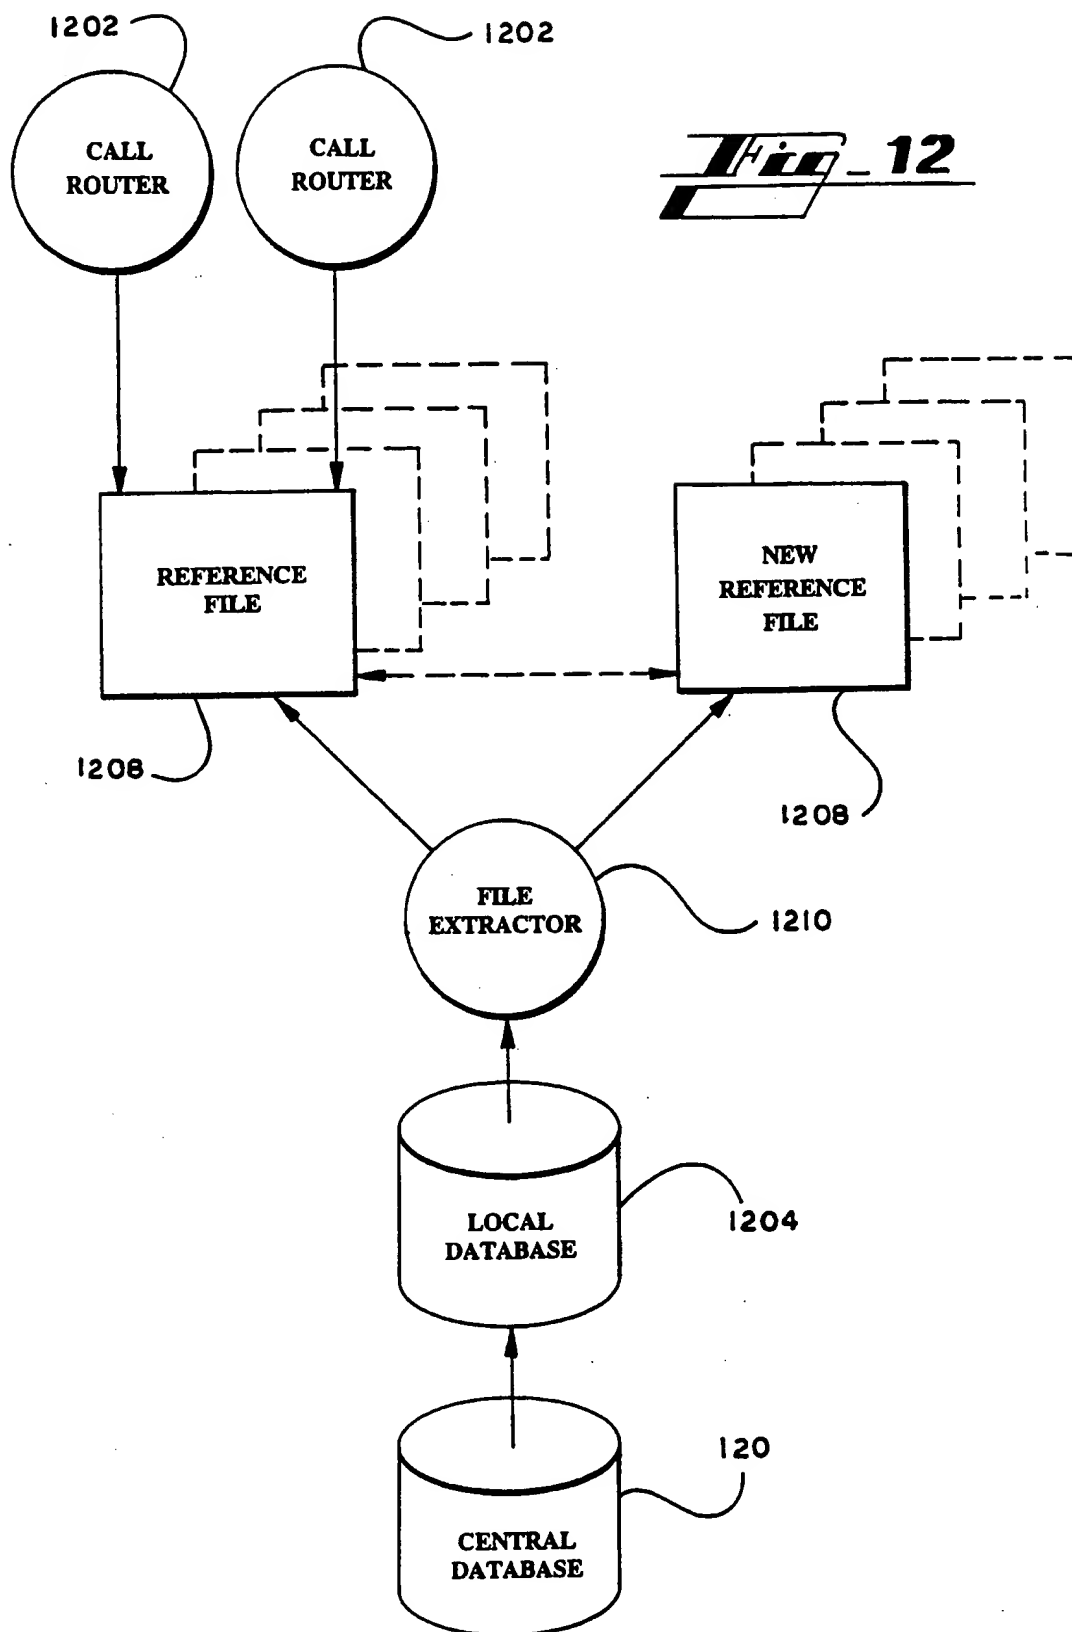 1202
1202
CALL
ROUTER
CALL
ROUTER
Fig_12
REFERENCE
FILE
NEW
REFERENCE
FILE
1208
1208
FILE
EXTRACTOR
1210
LOCAL
DATABASE
1204
CENTRAL
DATABASE
120